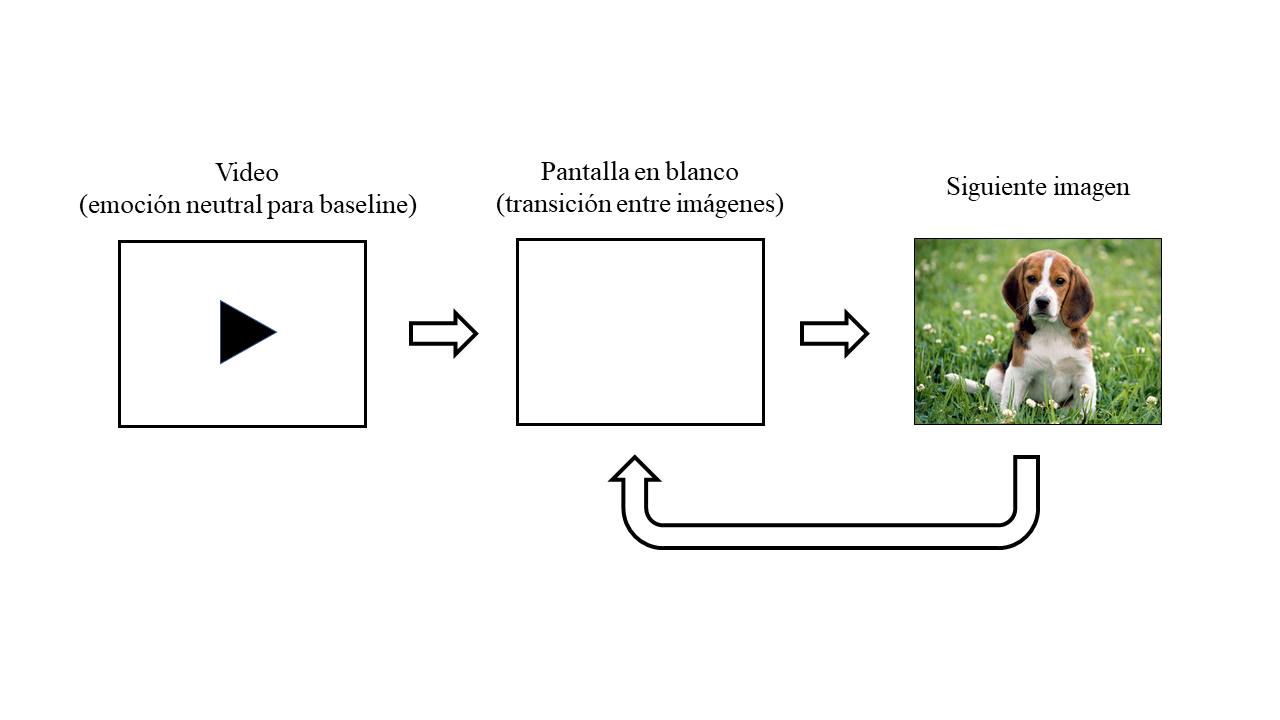 Video
(emoción neutral para baseline)
Pantalla en blanco
(transición entre imágenes)
Siguiente imagen